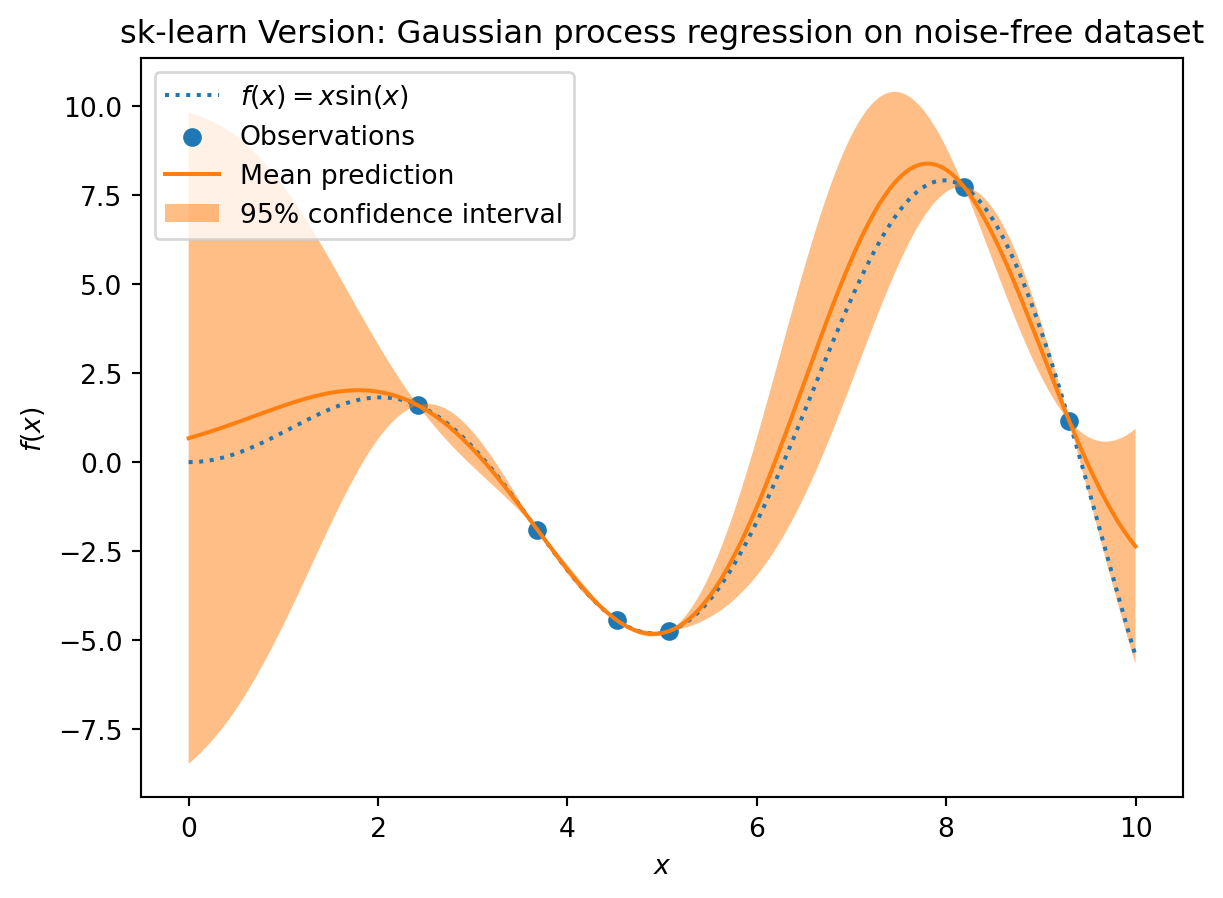 sk-learn Version: Gaussian process regression on noise-free dataset
f(x) = x sin(x)
Observations
Mean prediction
95% confidence interval
10.0
7.5
5.0
2.5
0.0
−2.5
−5.0
−7.5
f(x)
0 2 4 6 8 10
x